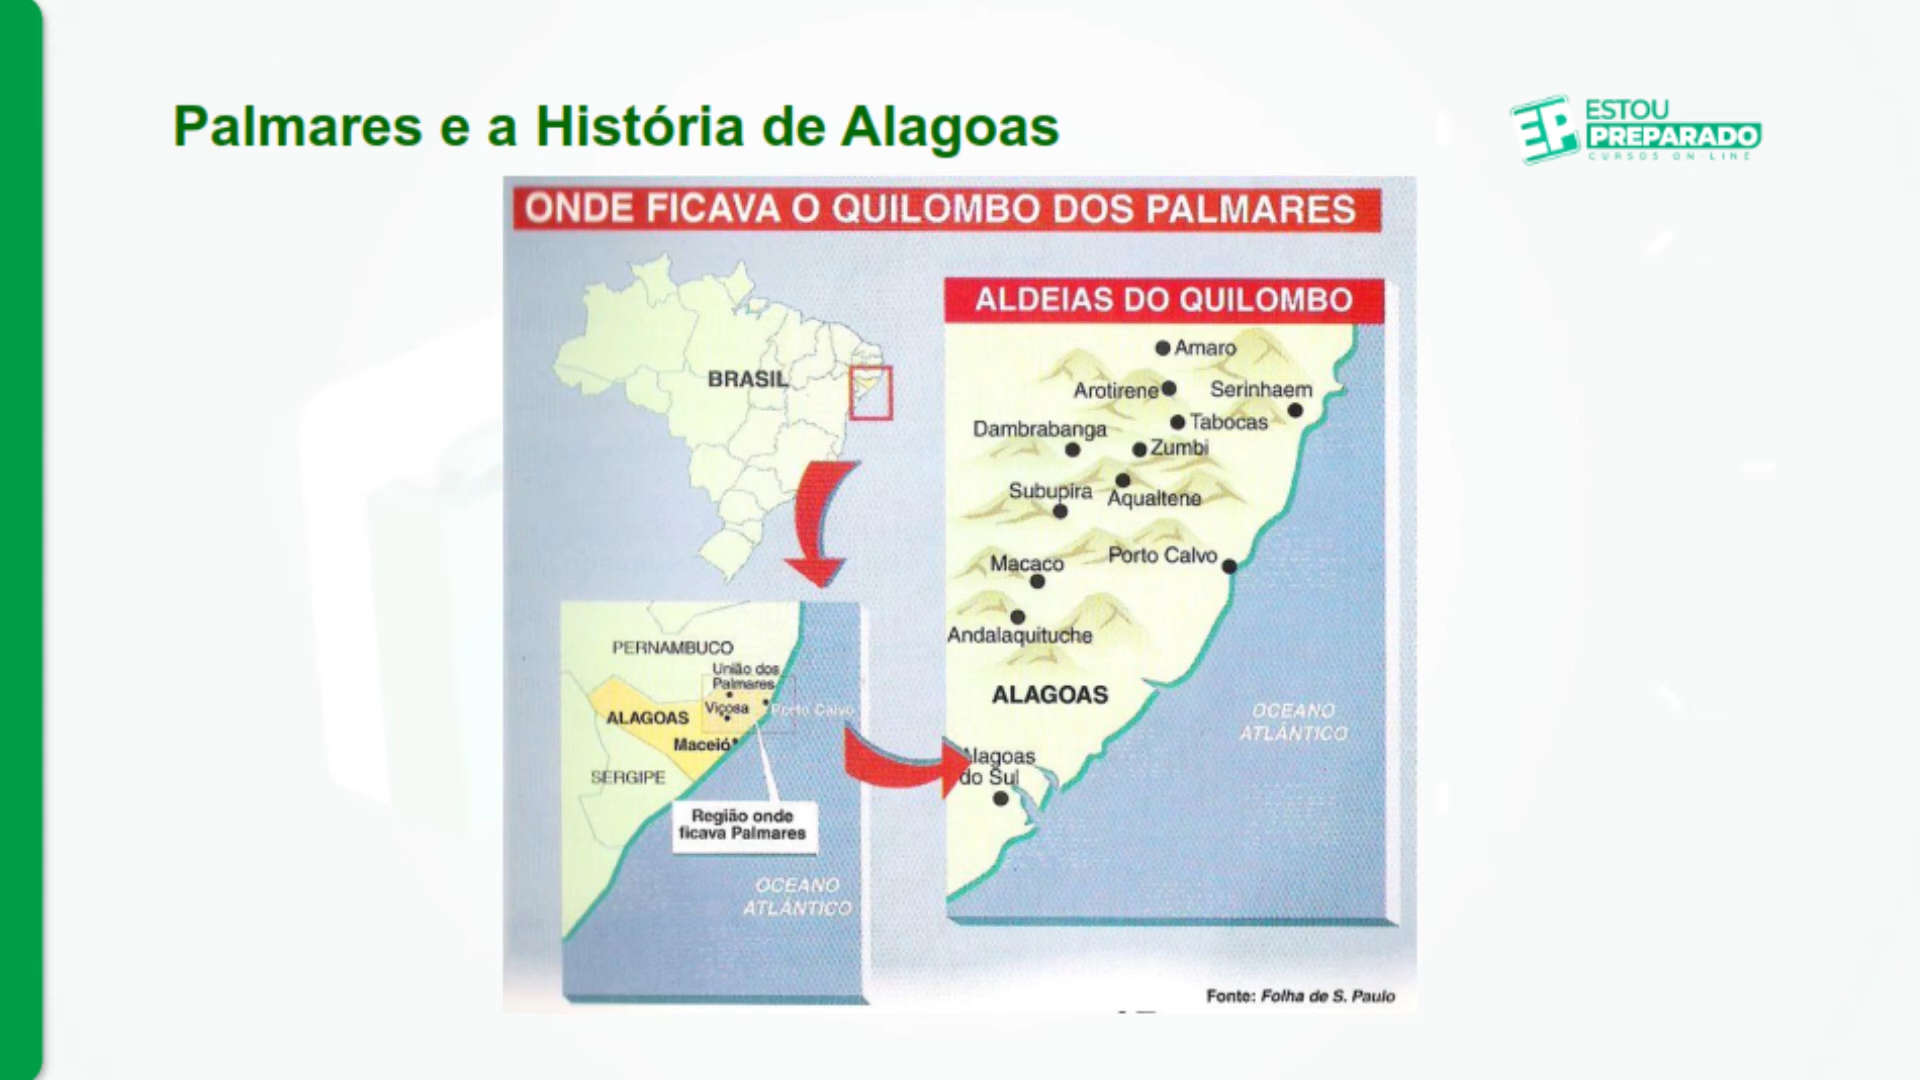 Palmares e a História de Alagoas
ESTOU
PREPARADO
CURSOS ON-LINE
ONDE FICAVA O QUILOMBO DOS PALMARES
BRASIL
PERNAMBUCO
União dos
Palmares
Viçosa
Porto Calvo
ALAGOAS
Maceió
SERGIPE
Região onde
ficava Palmares
OCEANO
ATLÂNTICO
ALDEIAS DO QUILOMBO
Amaro
Arotirene
Serinhaem
Tabocas
Dambrabanga
Zumbi
Subupira
Aqualtene
Porto Calvo
Macaco
Andalaquituche
ALAGOAS
OCEANO
ATLÂNTICO
Alagoas
do Sul
Fonte: Folha de S. Paulo